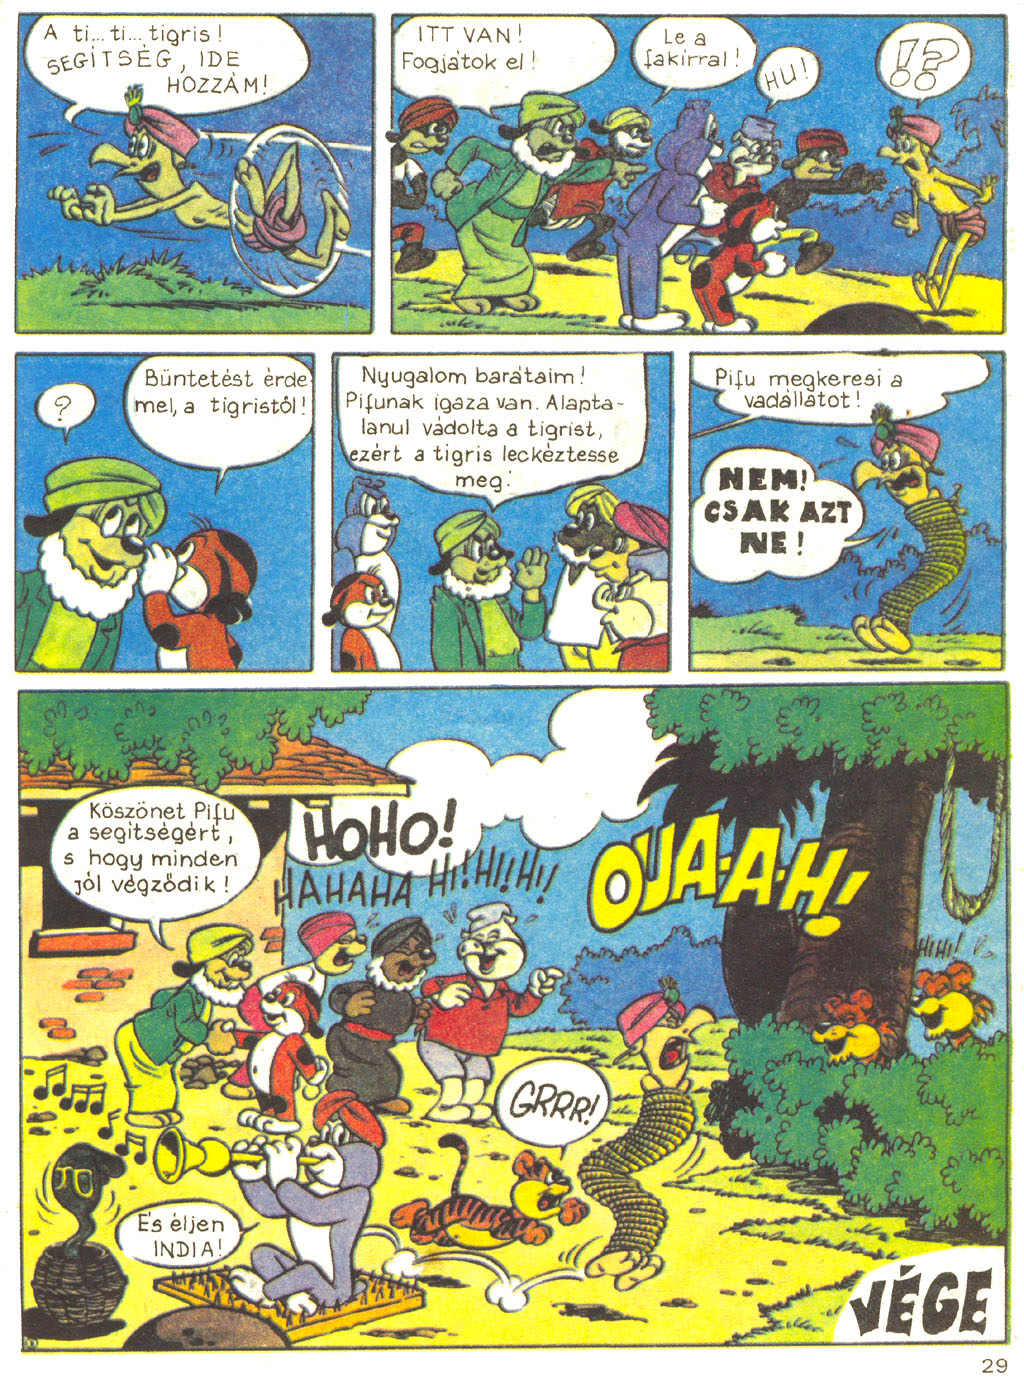 A ti... ti... tigris!
SEGÍTSÉG, IDE
HOZZÁM!
ITT VAN!
Fogjátok el!
Le a
fakírral!
HU!
!?
?
Büntetést érde
mel, a tigristől!
Nyugalom barátaim!
Pifunak igaza van. Alapta-
lanul vádolta a tigrist,
ezért a tigris leckéztesse
meg.
Pifu megkeresi a
vadállatot!
NEM!
CSAK AZT
NE!
Köszönet Pifu
a segítségért,
s hogy minden
jól végződik!
HOHO!
HAHAHA HI!HI!HI!
OUA-A-H!
HIHI!
GRRR!
És éljen
INDIA!
VÉGE
29